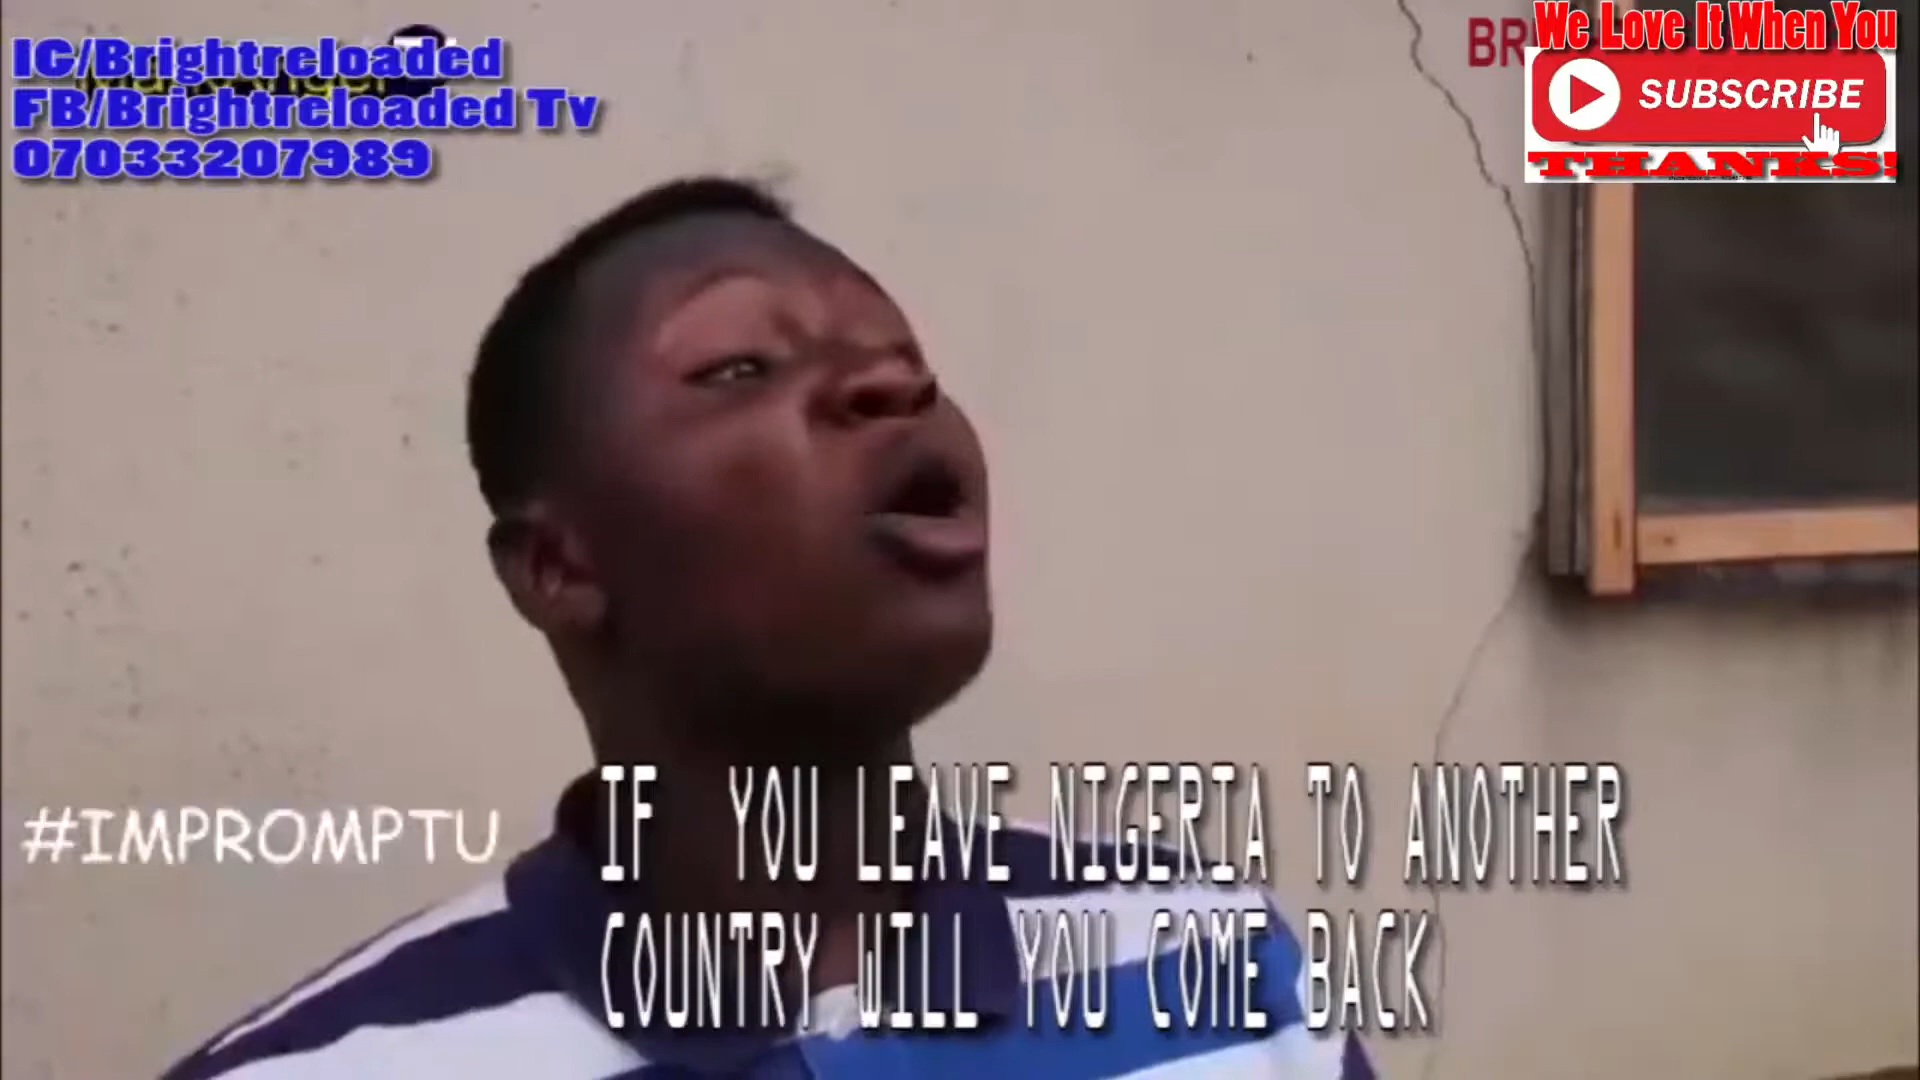 IG/Brightreloaded
FB/Brightreloaded Tv
07033207989
BR
We Love It When You
SUBSCRIBE
THANKS!
#IMPROMPTU
IF YOU LEAVE NIGERIA TO ANOTHER
COUNTRY WILL YOU COME BACK